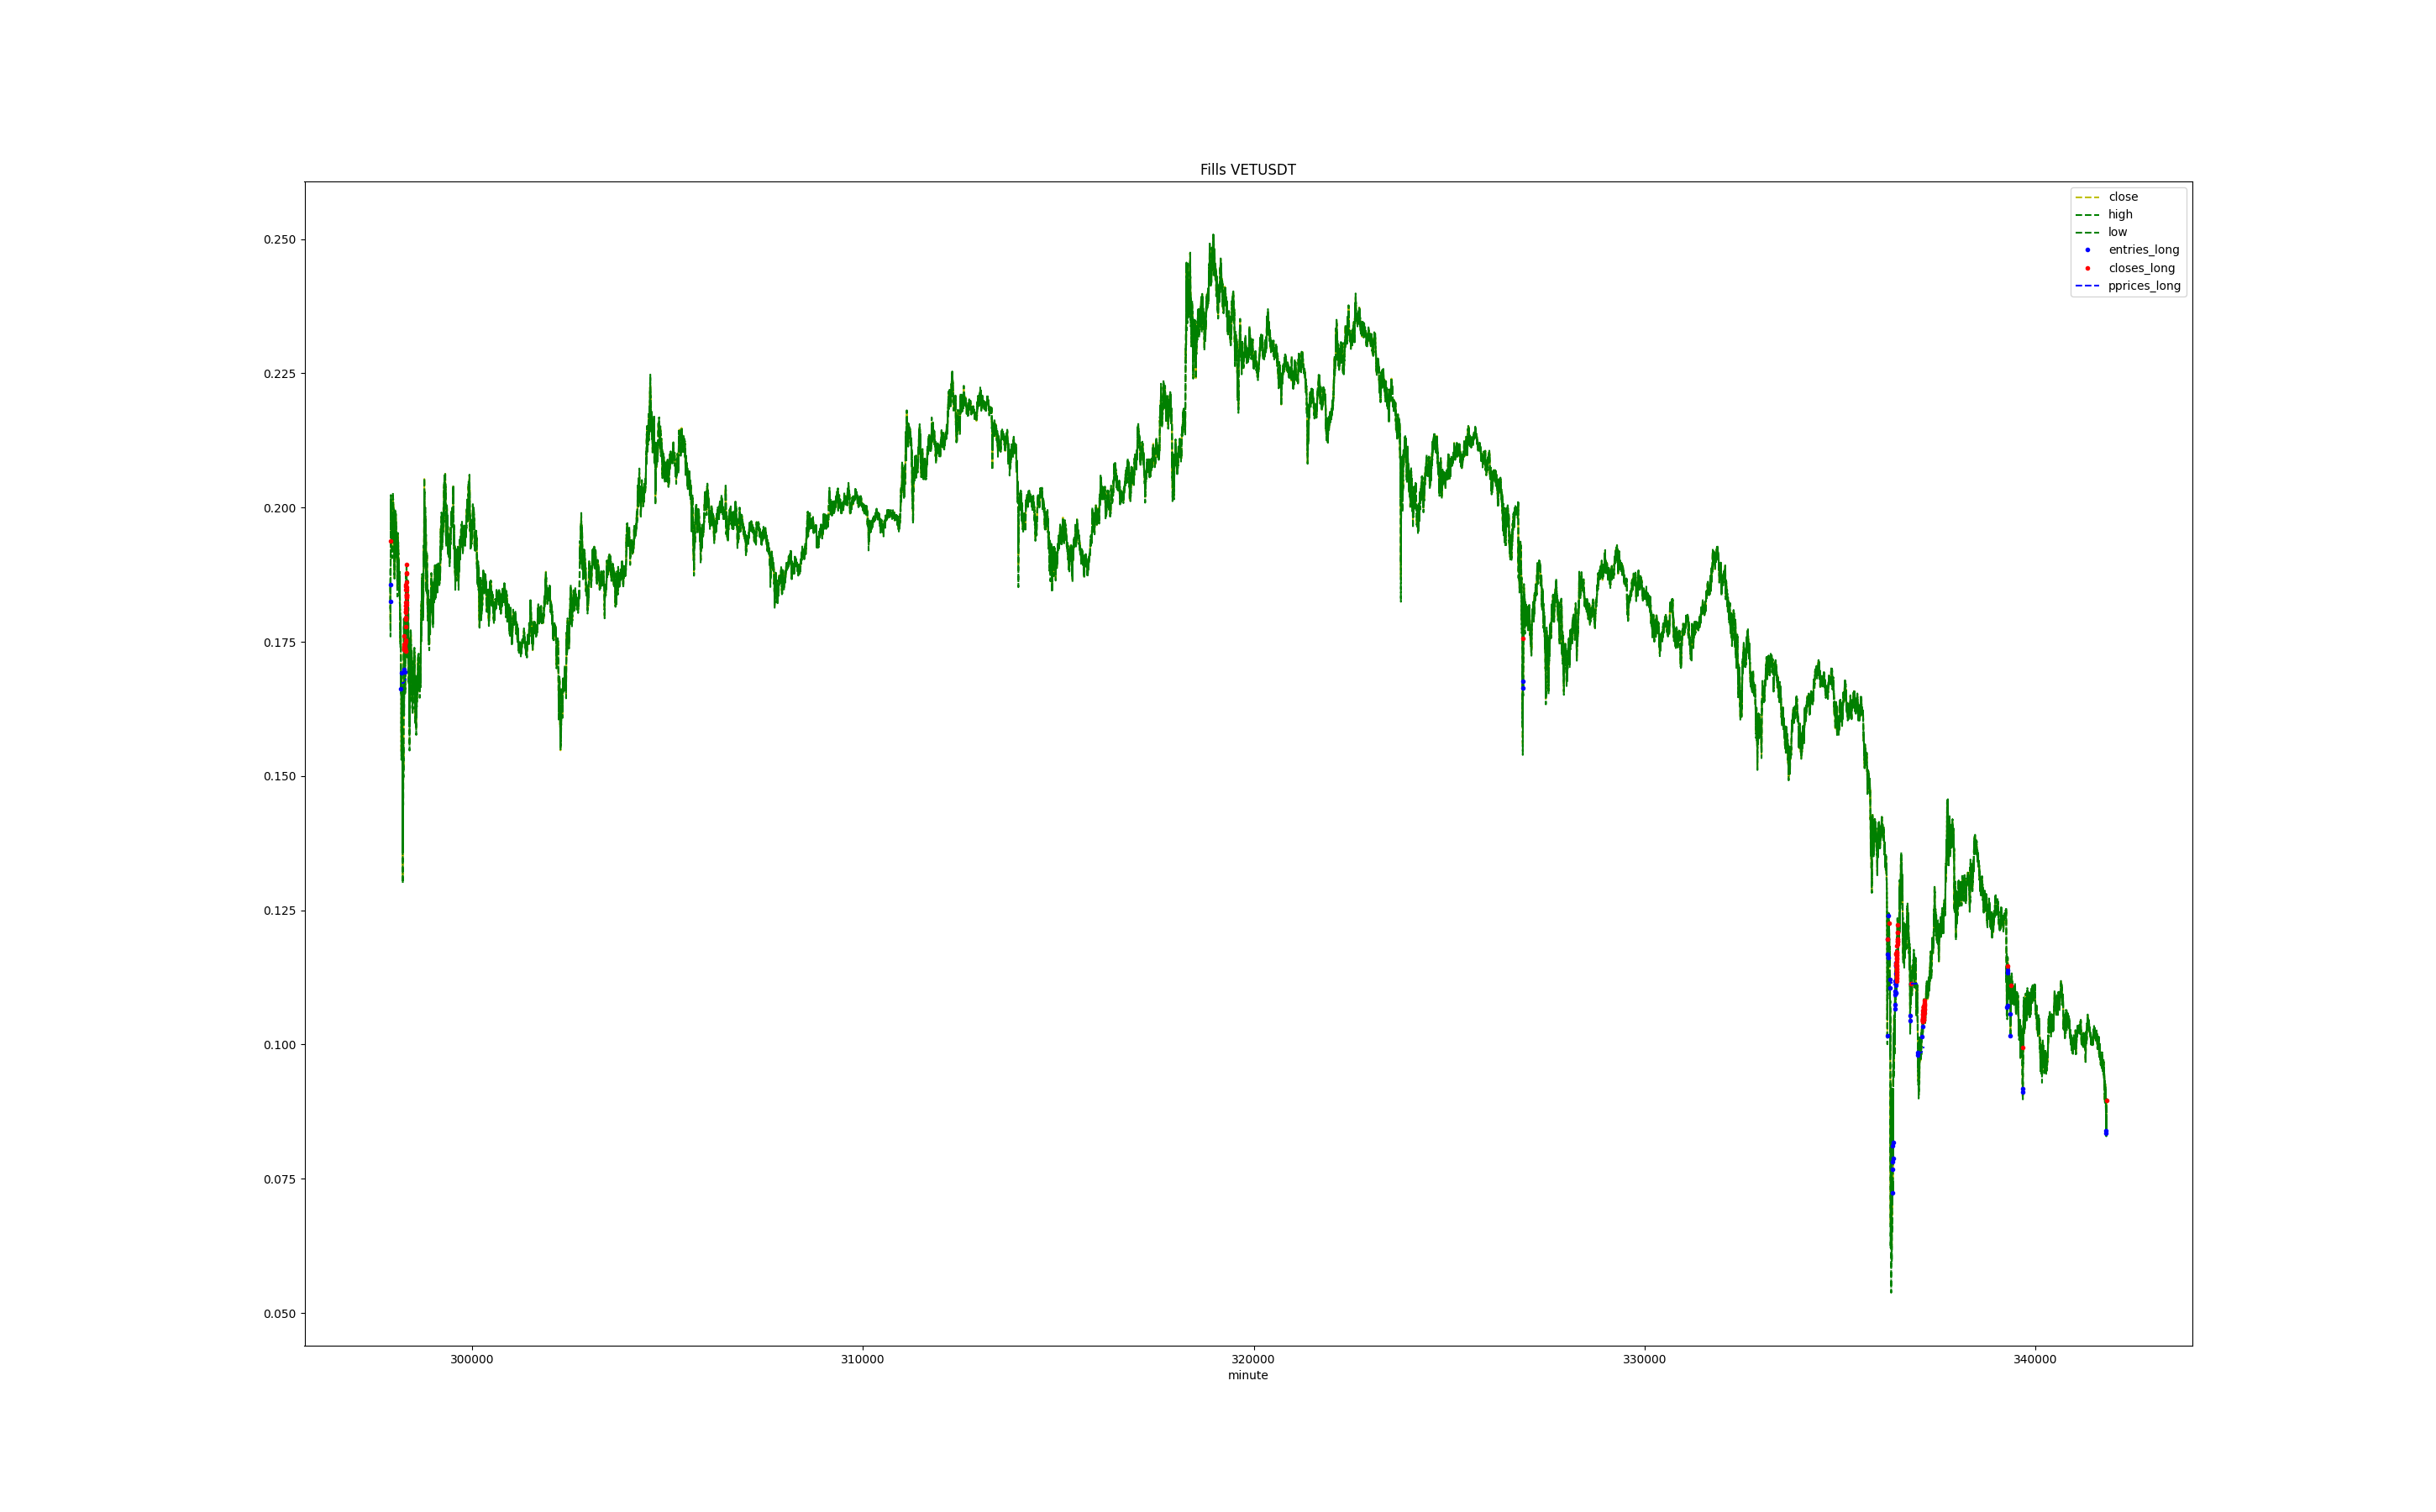 Fills VETUSDT
close
high
low
entries_long
closes_long
pprices_long
0.250
0.225
0.200
0.175
0.150
0.125
0.100
0.075
0.050
300000 310000 320000 330000 340000
minute